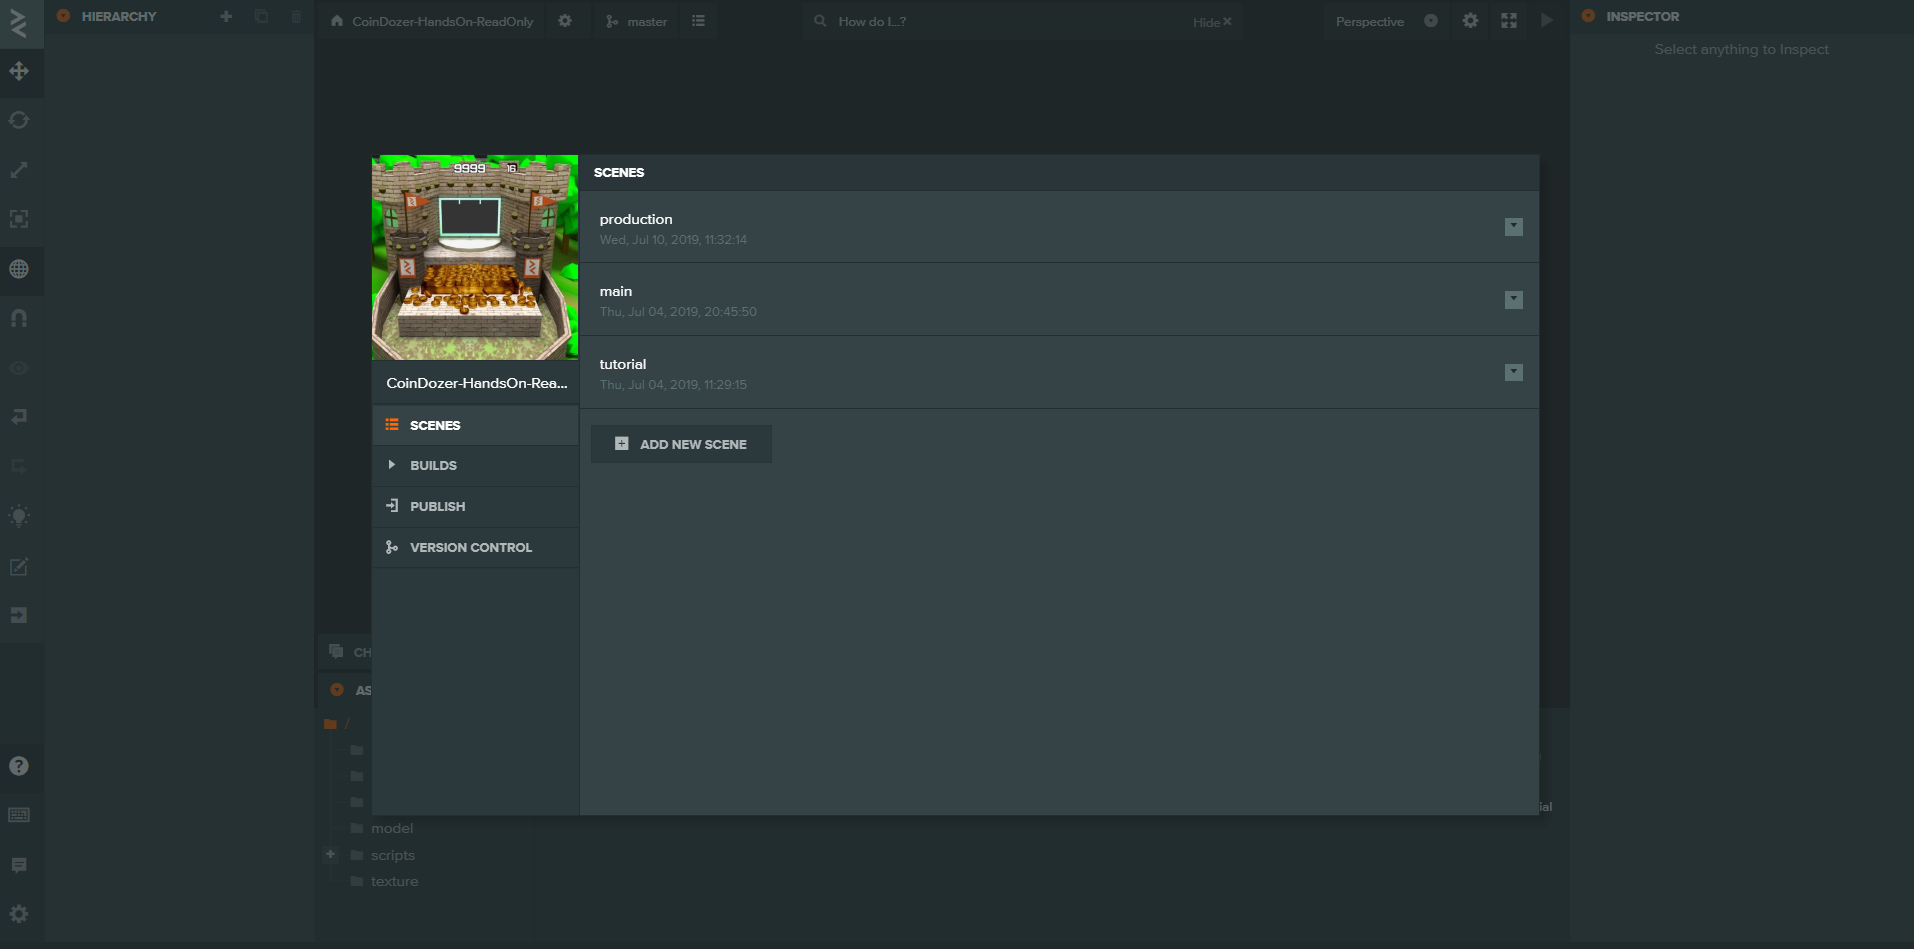 HIERARCHY
CoinDozer-HandsOn-ReadOnly
master
How do I...?
Hide
Perspective
INSPECTOR
Select anything to Inspect
9999 16
CoinDozer-HandsOn-Rea...
SCENES
BUILDS
PUBLISH
VERSION CONTROL
SCENES
production
Wed, Jul 10, 2019, 11:32:14
main
Thu, Jul 04, 2019, 20:45:50
tutorial
Thu, Jul 04, 2019, 11:29:15
ADD NEW SCENE
CH
AS
/
ial
model
scripts
texture